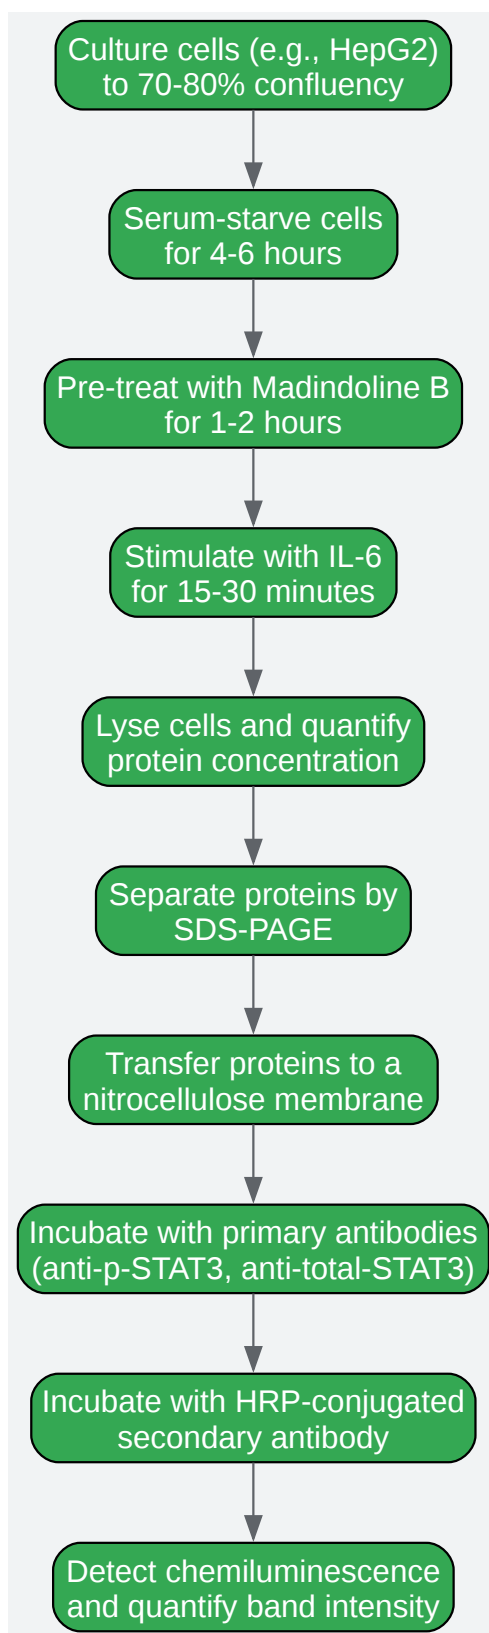 Culture cells (e.g., HepG2)
to 70-80% confluency
Serum-starve cells
for 4-6 hours
Pre-treat with Madindoline B
for 1-2 hours
Stimulate with IL-6
for 15-30 minutes
Lyse cells and quantify
protein concentration
Separate proteins by
SDS-PAGE
Transfer proteins to a
nitrocellulose membrane
Incubate with primary antibodies
(anti-p-STAT3, anti-total-STAT3)
Incubate with HRP-conjugated
secondary antibody
Detect chemiluminescence
and quantify band intensity